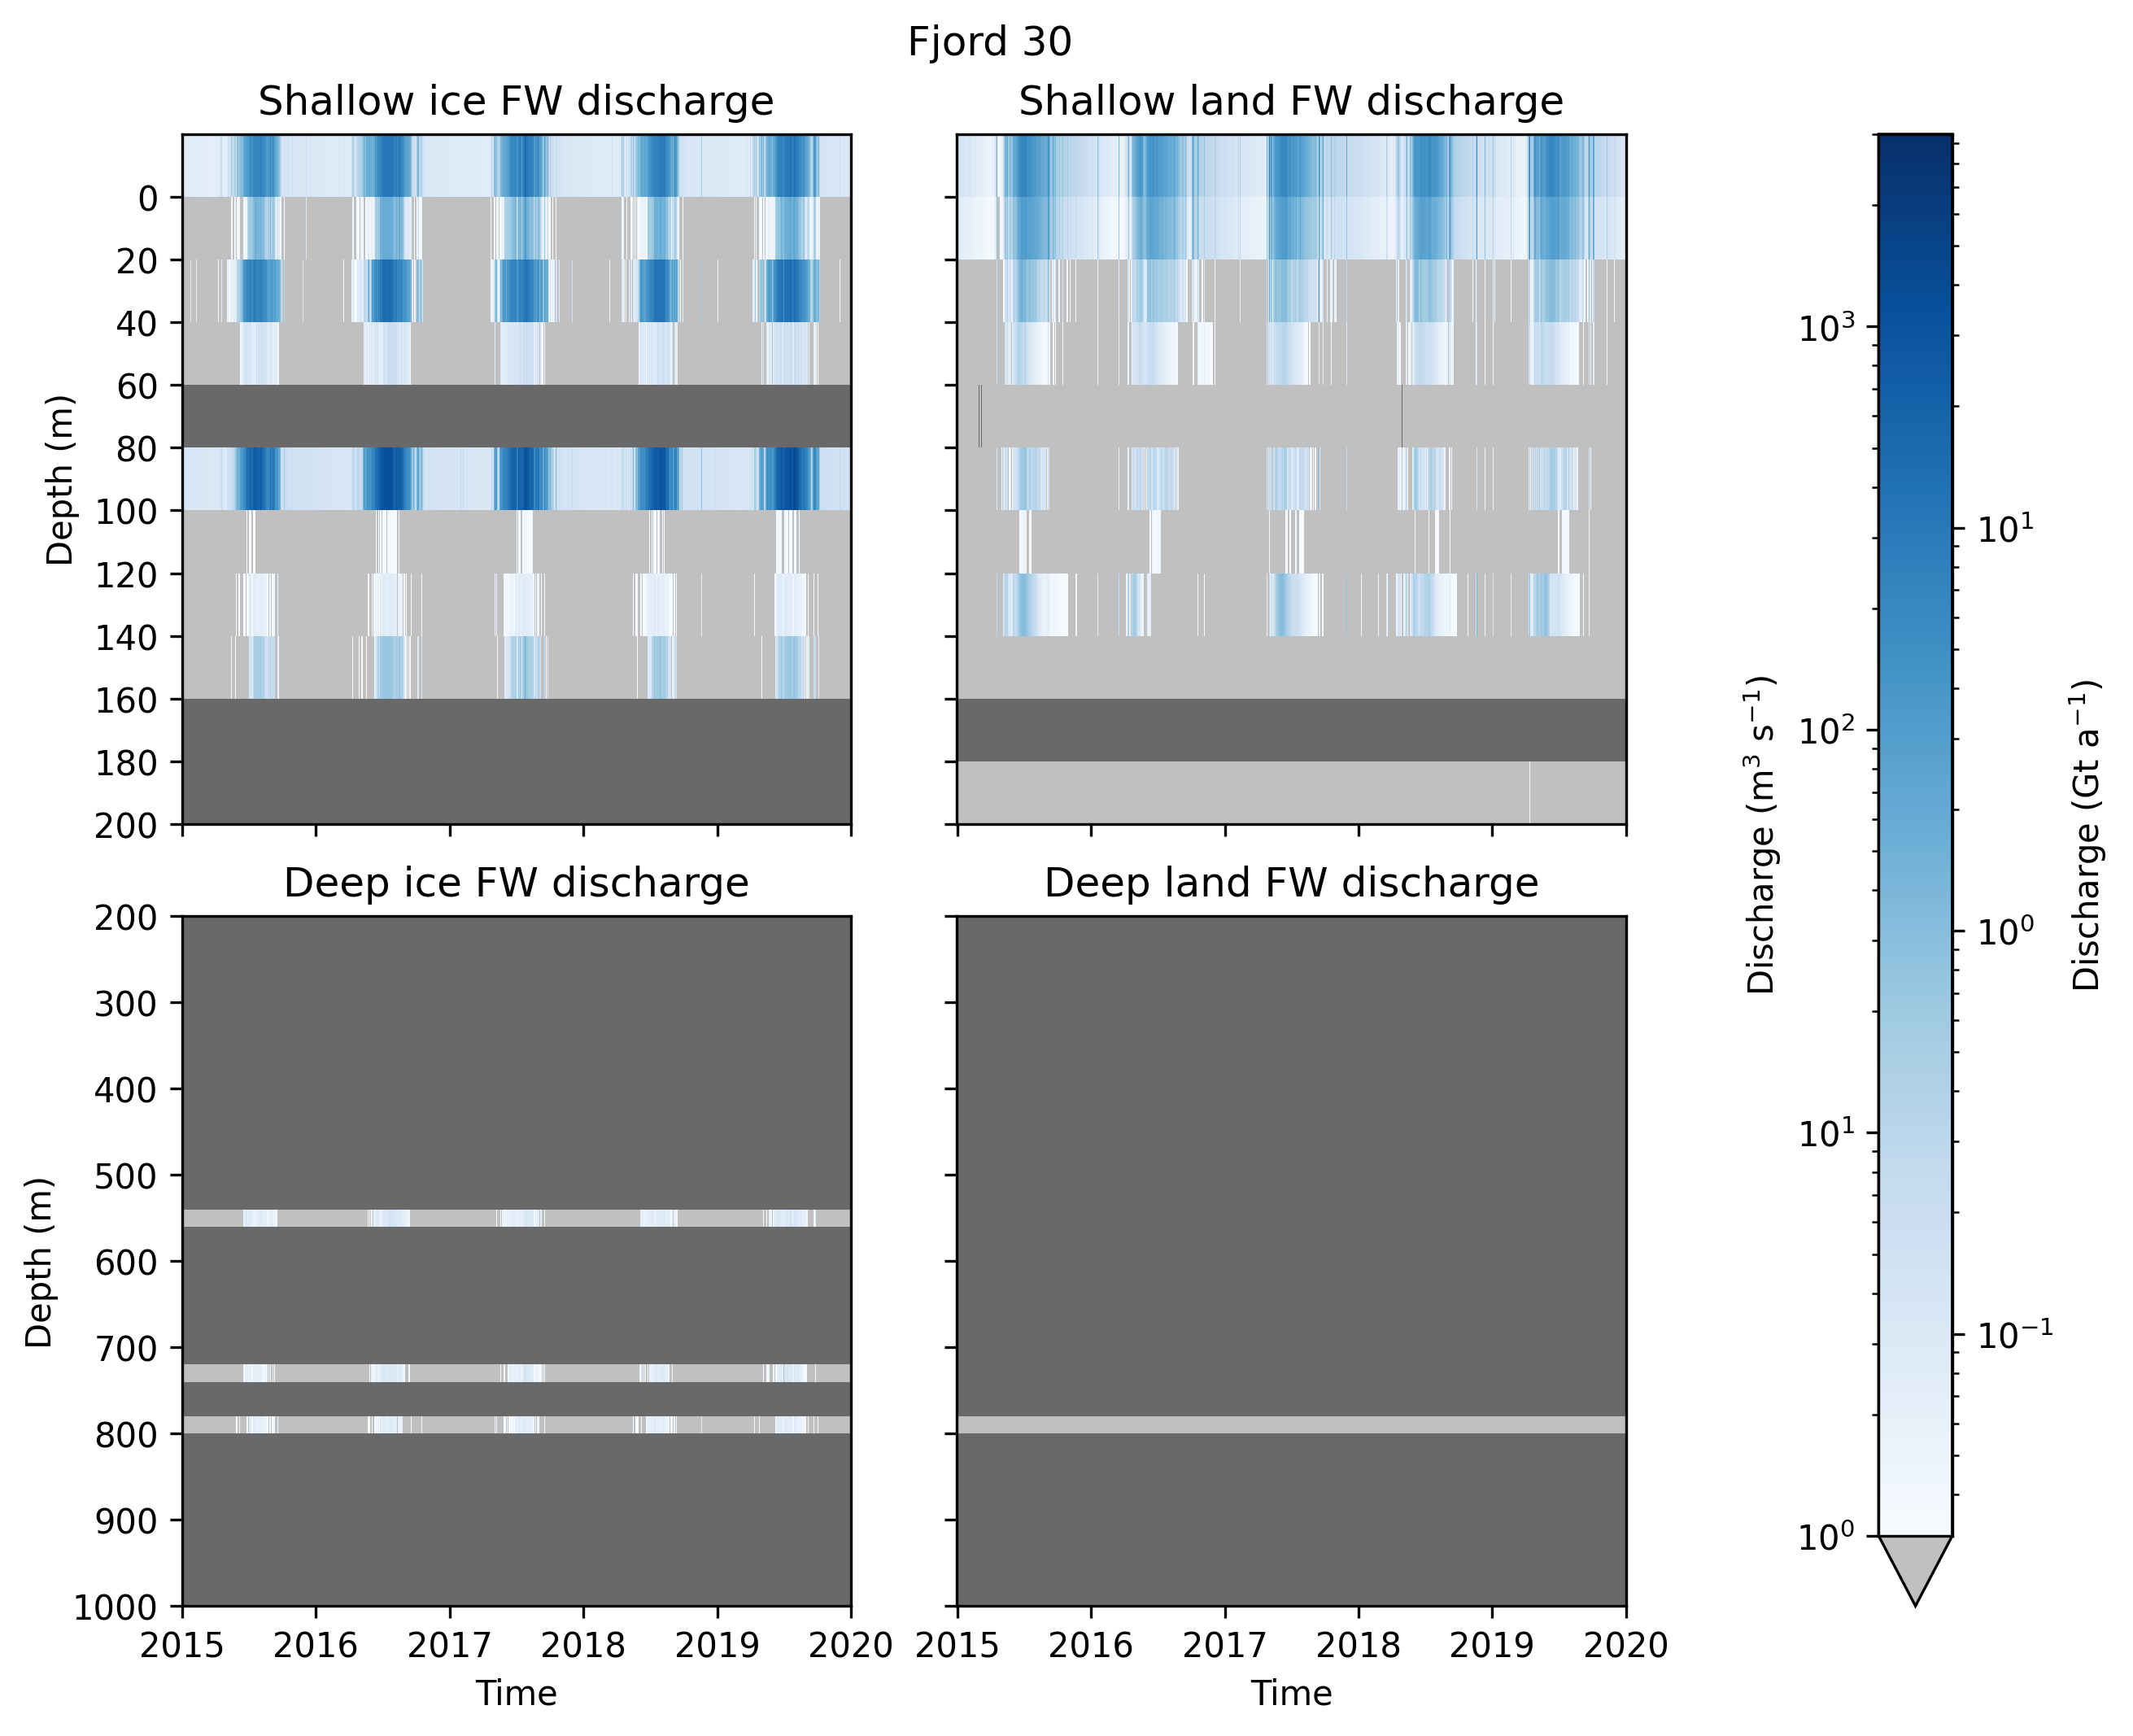 Fjord 30
Shallow ice FW discharge
Shallow land FW discharge
0
20
40
60
80
100
120
140
160
180
200
Depth (m)
Deep ice FW discharge
Deep land FW discharge
200
300
400
500
600
700
800
900
1000
Depth (m)
2015 2016 2017 2018 2019 2020
2015 2016 2017 2018 2019 2020
Time
Time
10³
10²
10¹
10⁰
Discharge (m³ s⁻¹)
10¹
10⁰
10⁻¹
Discharge (Gt a⁻¹)